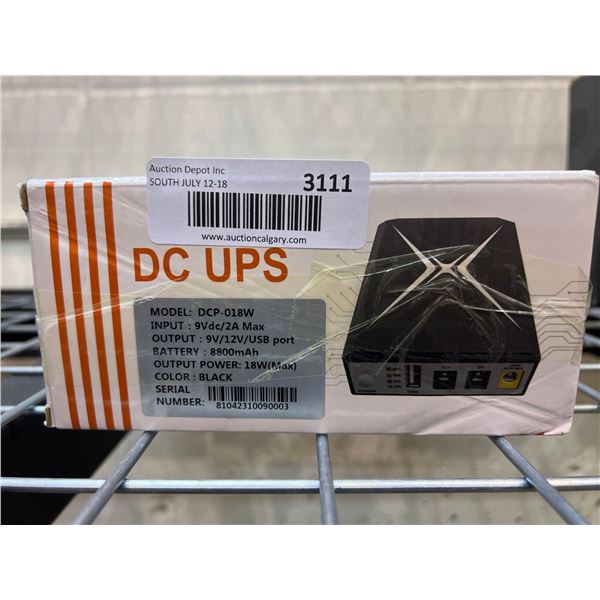 Auction Depot Inc
SOUTH JULY 12-18
3111
www.auctioncalgary.com
DC UPS
MODEL: DCP-018W
INPUT : 9Vdc/2A Max
OUTPUT : 9V/12V/USB port
BATTERY : 8800mAh
OUTPUT POWER: 18W(Max)
COLOR : BLACK
SERIAL
NUMBER:
81042310090003